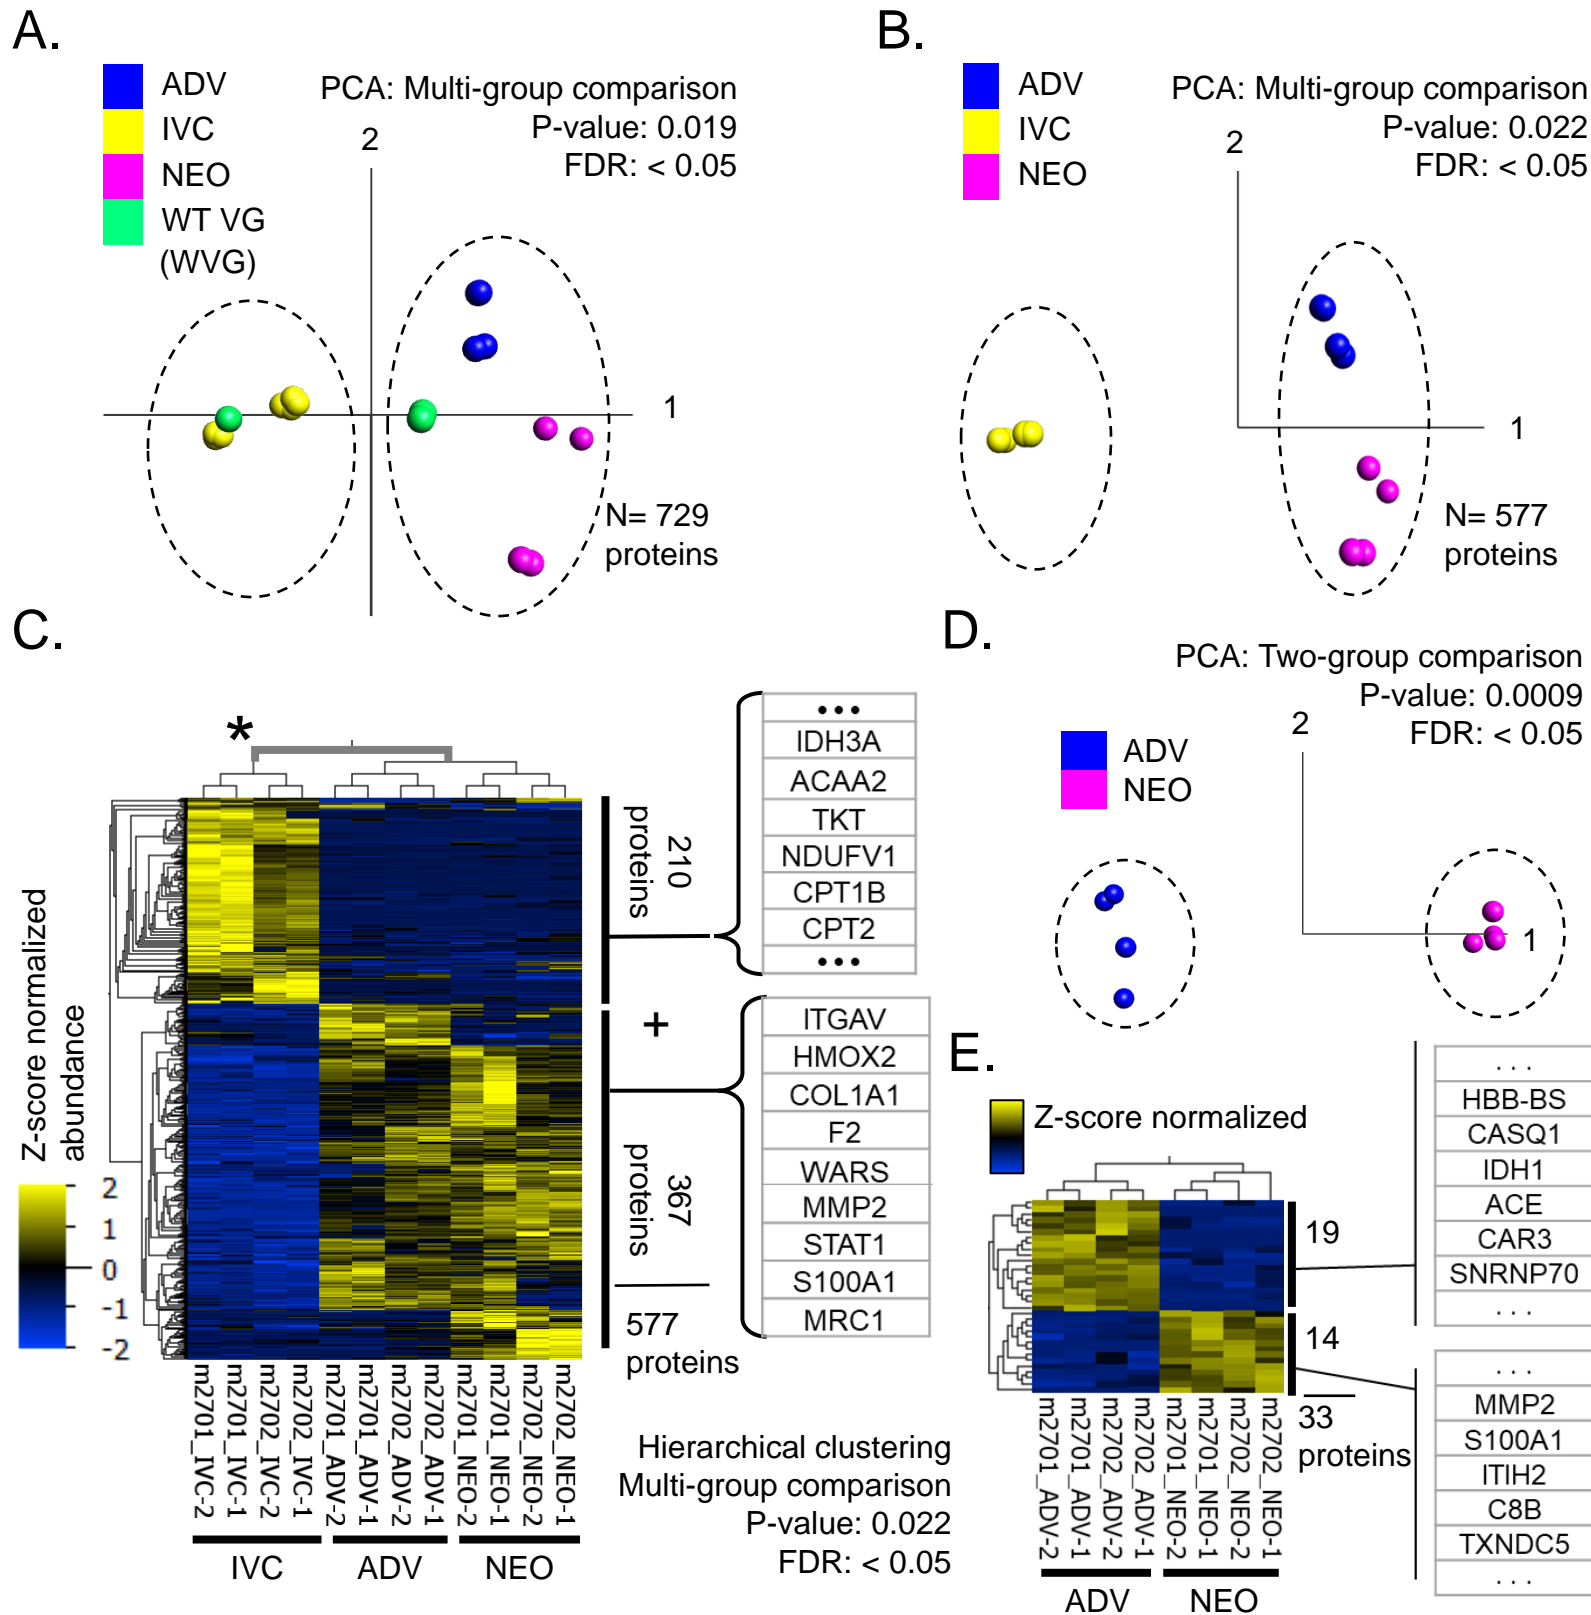 A.
ADV
IVC
NEO
WT VG
(WVG)
PCA: Multi-group comparison
P-value: 0.019
FDR: < 0.05
2
1
N= 729
proteins
B.
ADV
IVC
NEO
PCA: Multi-group comparison
P-value: 0.022
FDR: < 0.05
2
1
N= 577
proteins
C.
*
Z-score normalized
abundance
2
1
0
-1
-2
210
proteins
+
367
proteins
577
proteins
•••
IDH3A
ACAA2
TKT
NDUFV1
CPT1B
CPT2
•••
ITGAV
HMOX2
COL1A1
F2
WARS
MMP2
STAT1
S100A1
MRC1
m2701_IVC-2
m2701_IVC-1
m2702_IVC-2
m2702_IVC-1
m2701_ADV-2
m2701_ADV-1
m2702_ADV-2
m2702_ADV-1
m2701_NEO-2
m2701_NEO-1
m2702_NEO-2
m2702_NEO-1
IVC
ADV
NEO
Hierarchical clustering
Multi-group comparison
P-value: 0.022
FDR: < 0.05
D.
PCA: Two-group comparison
P-value: 0.0009
FDR: < 0.05
ADV
NEO
2
1
E.
Z-score normalized
19
14
33
proteins
. . .
HBB-BS
CASQ1
IDH1
ACE
CAR3
SNRNP70
. . .
. . .
MMP2
S100A1
ITIH2
C8B
TXNDC5
. . .
m2701_ADV-2
m2701_ADV-1
m2702_ADV-2
m2702_ADV-1
m2701_NEO-2
m2701_NEO-1
m2702_NEO-2
m2702_NEO-1
ADV
NEO